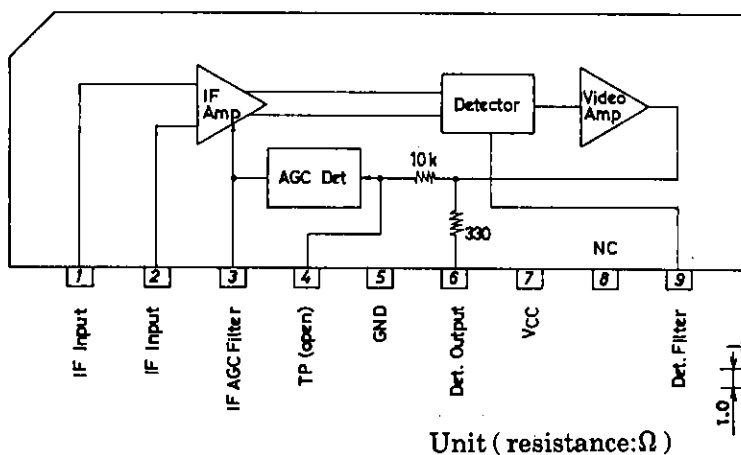 IF
Amp
Detector
Video
Amp
10k
AGC Det
330
NC
1 2 3 4 5 6 7 8 9
IF Input
IF Input
IF AGC Filter
TP (open)
GND
Det. Output
VCC
Det. Filter
1.0
Unit (resistance:Ω)